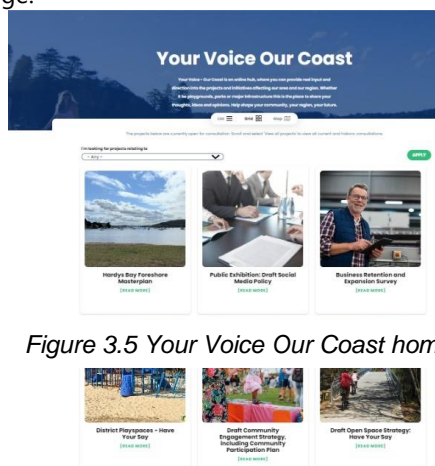 ge.
Your Voice Our Coast
Your Voice - Our Coast is an online hub, where you can provide real input and
direction into the projects and initiatives affecting our area and our region. Whether
it be playgrounds, parks or major infrastructure this is the place to share your
thoughts, ideas and opinions. Help shape your community, your region, your future.
List Grid Map
The projects below are currently open for consultation. Scroll and select 'View all projects' to view all current and historic consultations.
I'm looking for projects relating to
- Any -
APPLY
Hardys Bay Foreshore
Masterplan
[READ MORE]
Public Exhibition: Draft Social
Media Policy
[READ MORE]
Business Retention and
Expansion Survey
[READ MORE]
Figure 3.5 Your Voice Our Coast hom
District Playspaces - Have
Your Say
[READ MORE]
Draft Community
Engagement Strategy,
including Community
Participation Plan
[READ MORE]
Draft Open Space Strategy:
Have Your Say
[READ MORE]